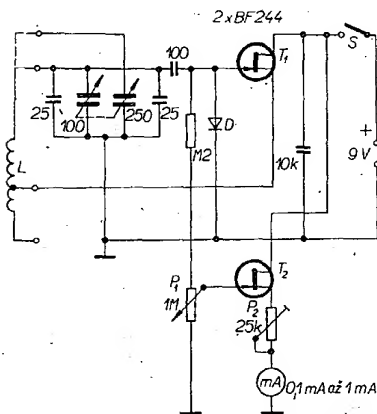 2xBF244
100
T1
S
25
100
250
25
D
M2
10k
+
9V
L
P1
1M
T2
P2
25k
mA
0,1mA až 1mA